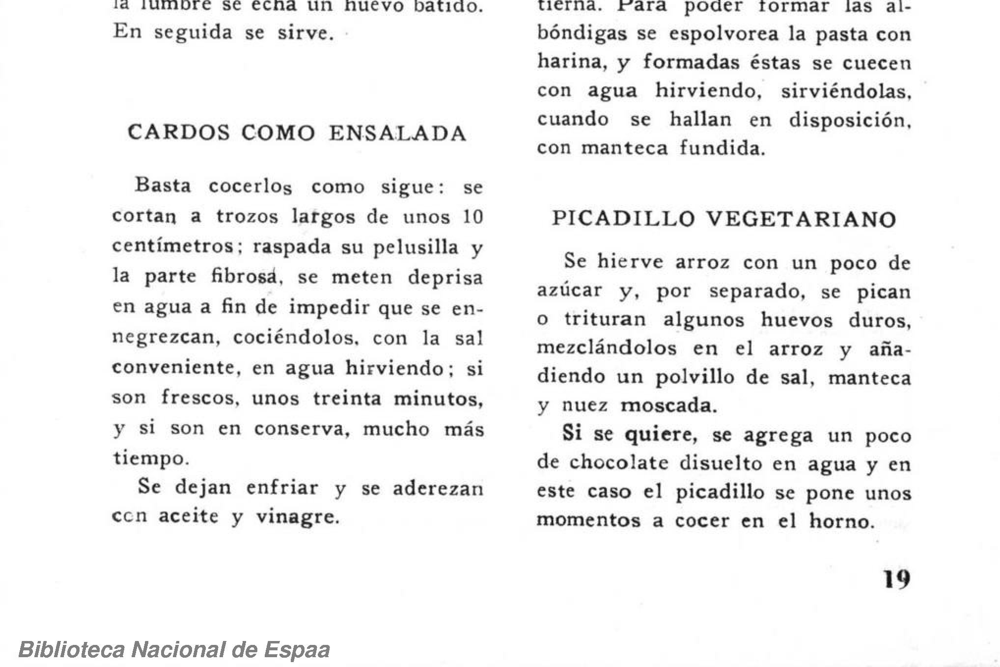 la lumbre se echa un huevo batido.
En seguida se sirve.
CARDOS COMO ENSALADA
Basta cocerlos como sigue: se
cortan a trozos largos de unos 10
centímetros; raspada su pelusilla y
la parte fibrosa, se meten deprisa
en agua a fin de impedir que se en-
negrezcan, cociéndolos, con la sal
conveniente, en agua hirviendo; si
son frescos, unos treinta minutos,
y si son en conserva, mucho más
tiempo.
Se dejan enfriar y se aderezan
con aceite y vinagre.
tierna. Para poder formar las al-
bóndigas se espolvorea la pasta con
harina, y formadas éstas se cuecen
con agua hirviendo, sirviéndolas,
cuando se hallan en disposición,
con manteca fundida.
PICADILLO VEGETARIANO
Se hierve arroz con un poco de
azúcar y, por separado, se pican
o trituran algunos huevos duros,
mezclándolos en el arroz y aña-
diendo un polvillo de sal, manteca
y nuez moscada.
Si se quiere, se agrega un poco
de chocolate disuelto en agua y en
este caso el picadillo se pone unos
momentos a cocer en el horno.
19
Biblioteca Nacional de Espaa